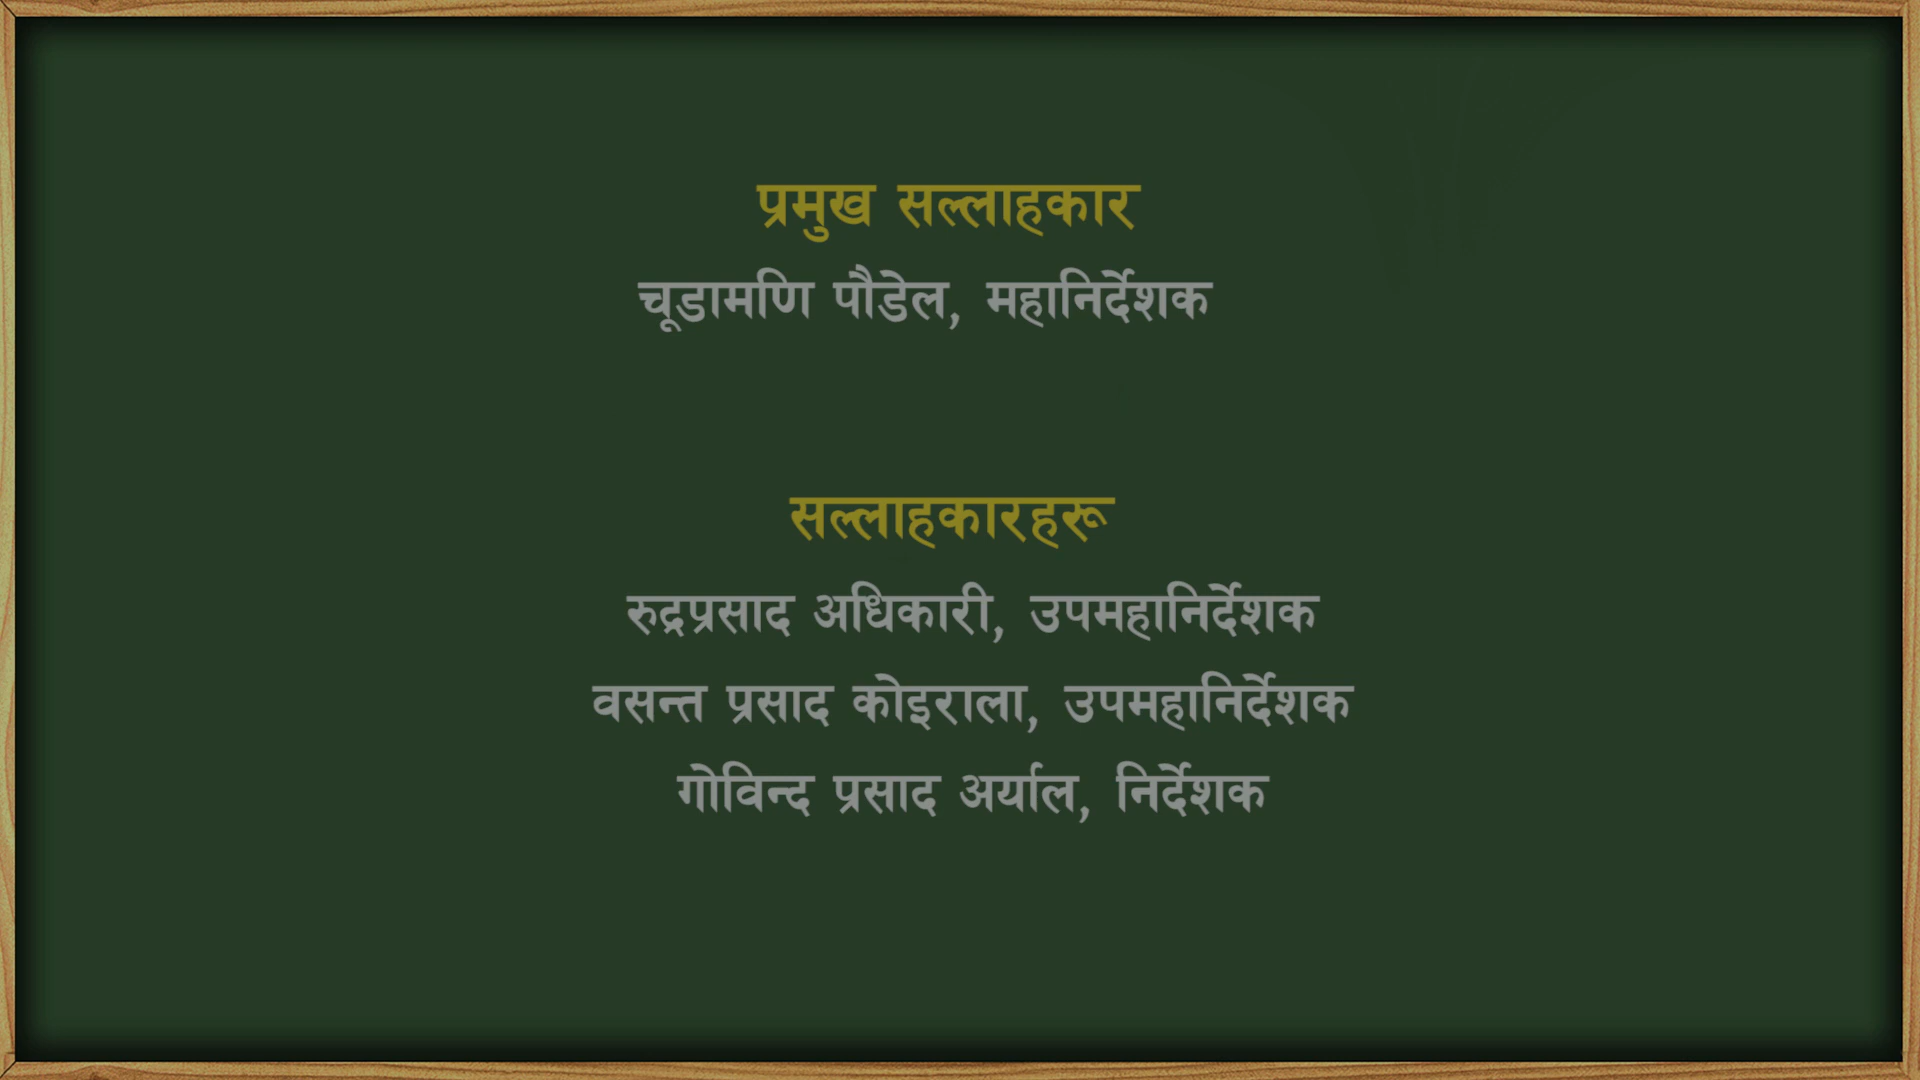 प्रमुख सल्लाहकार
चूडामणि पौडेल, महानिर्देशक
सल्लाहकारहरू
रुद्रप्रसाद अधिकारी, उपमहानिर्देशक
वसन्त प्रसाद कोइराला, उपमहानिर्देशक
गोविन्द प्रसाद अर्याल, निर्देशक